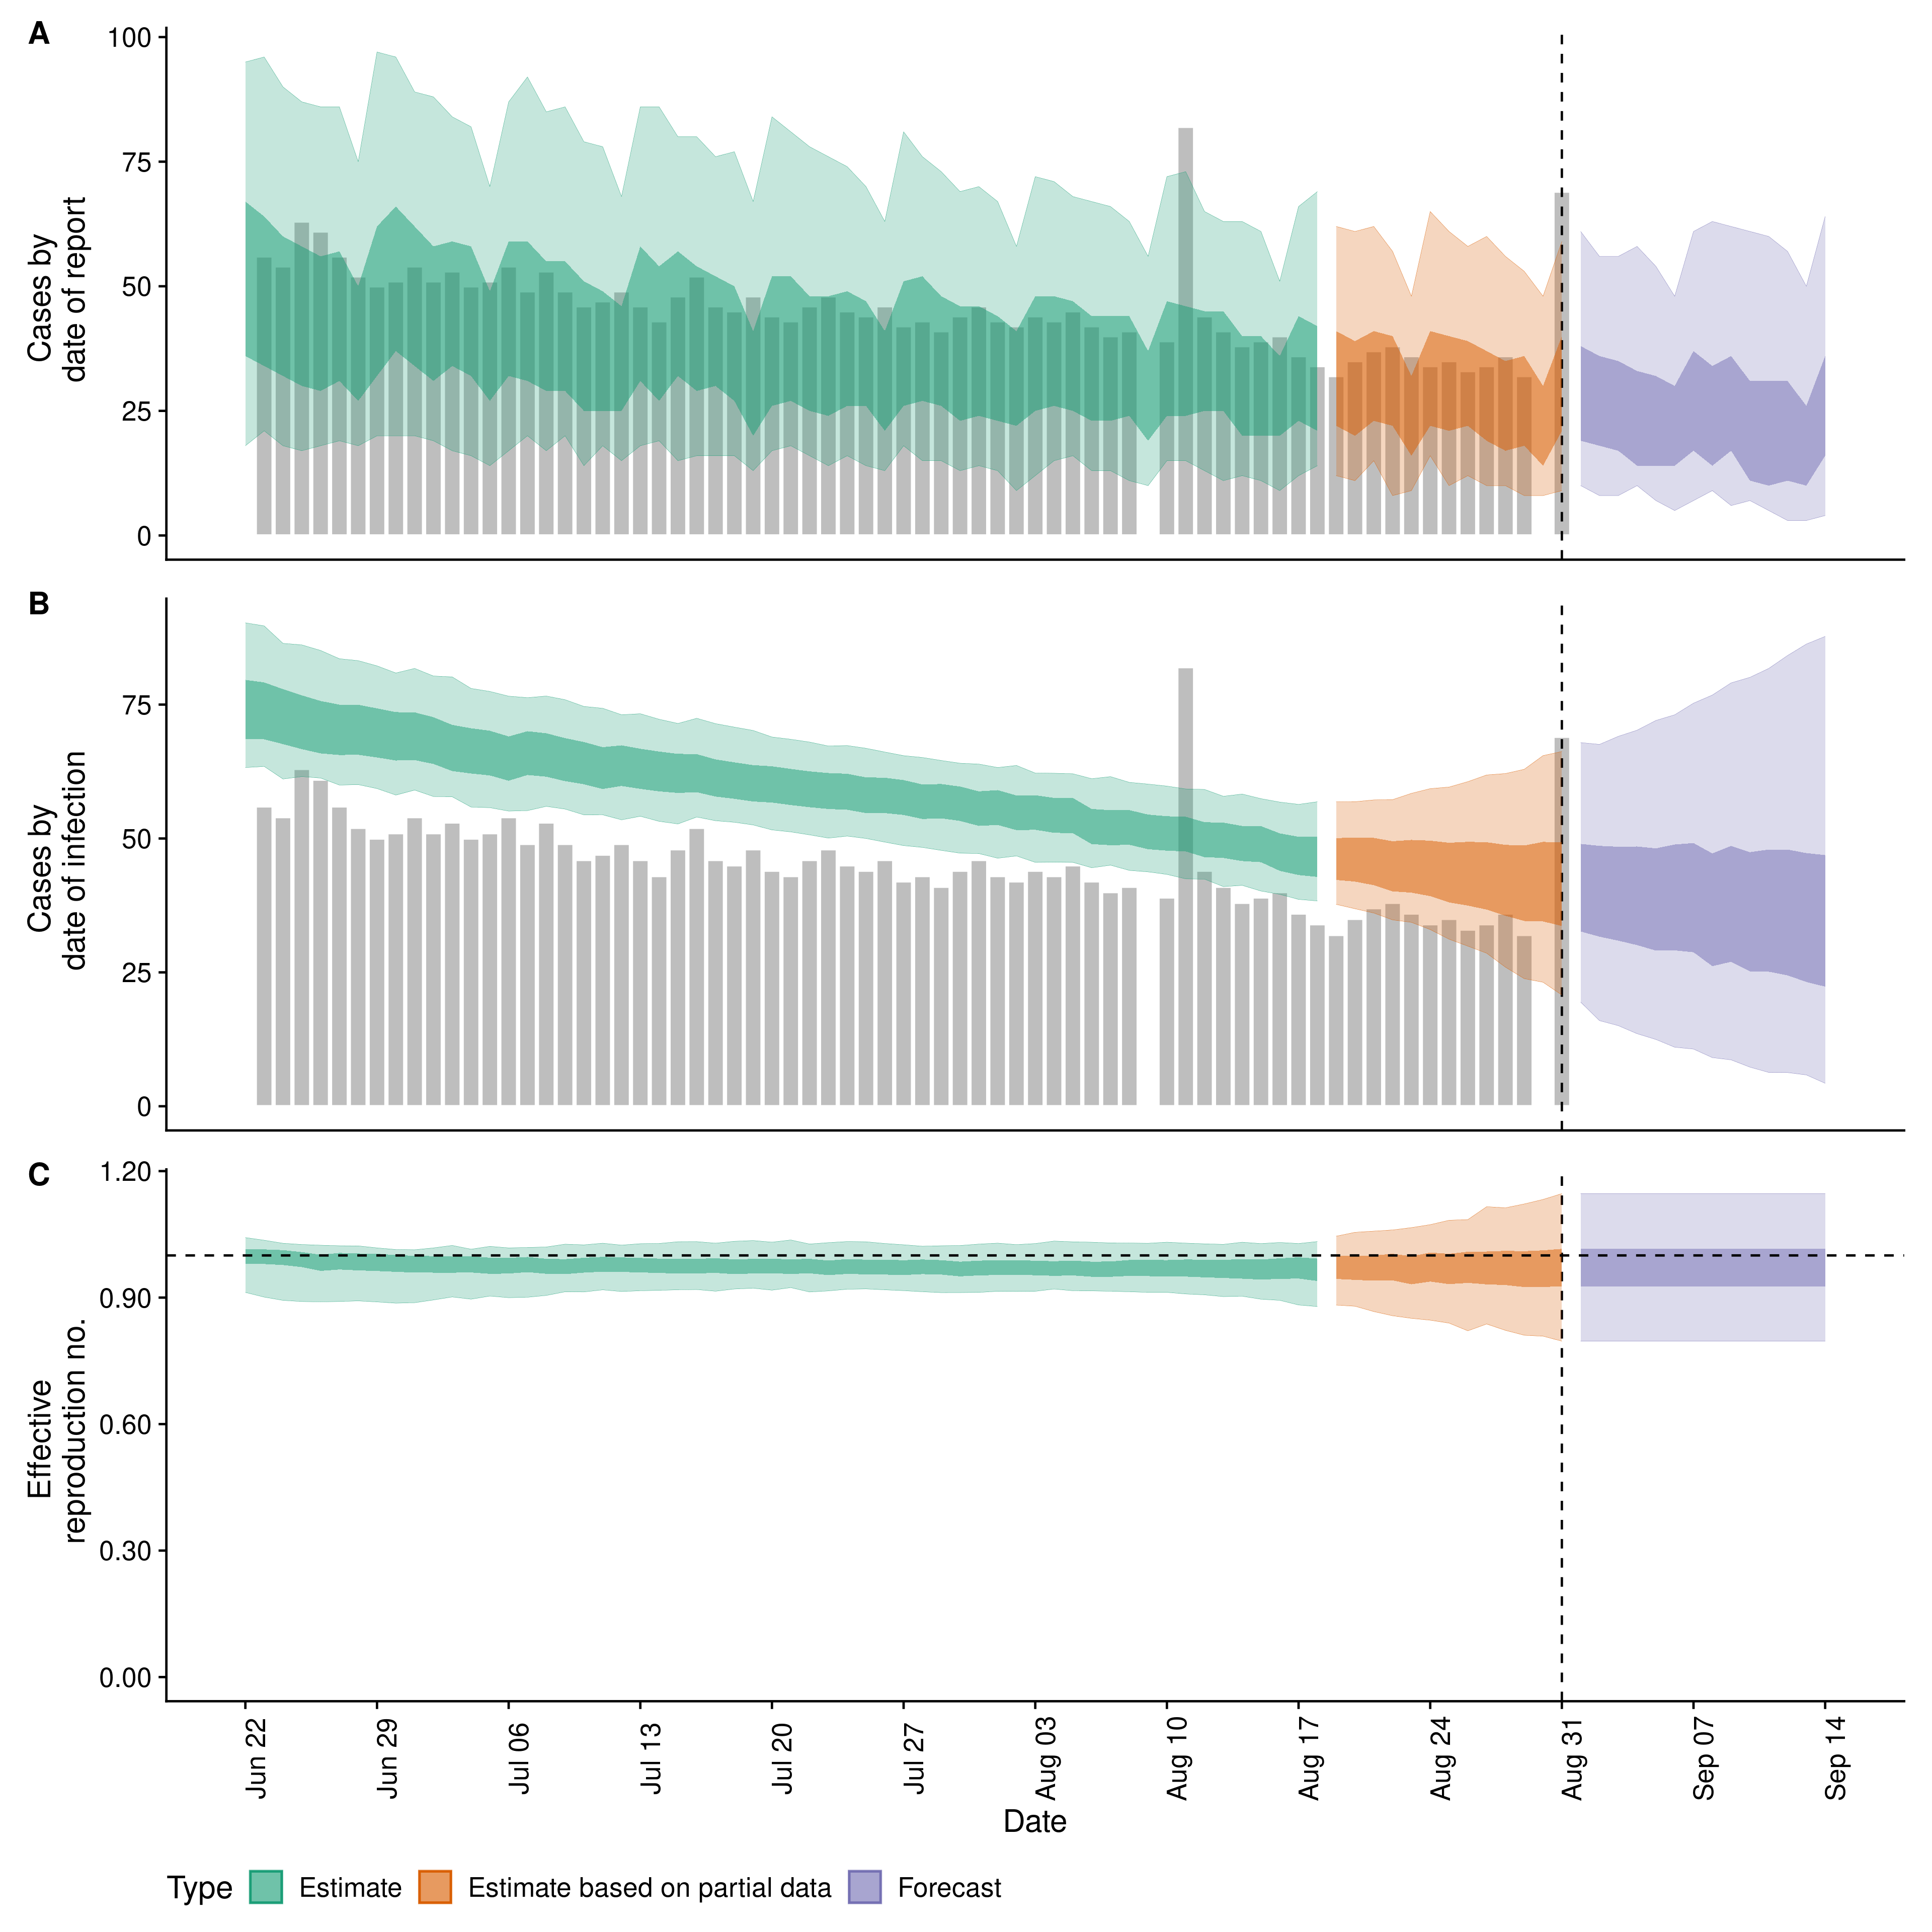 A
Cases by
date of report
100
75
50
25
0
B
Cases by
date of infection
75
50
25
0
C
Effective
reproduction no.
1.20
0.90
0.60
0.30
0.00
Jun 22
Jun 29
Jul 06
Jul 13
Jul 20
Jul 27
Aug 03
Aug 10
Aug 17
Aug 24
Aug 31
Sep 07
Sep 14
Date
Type Estimate Estimate based on partial data Forecast